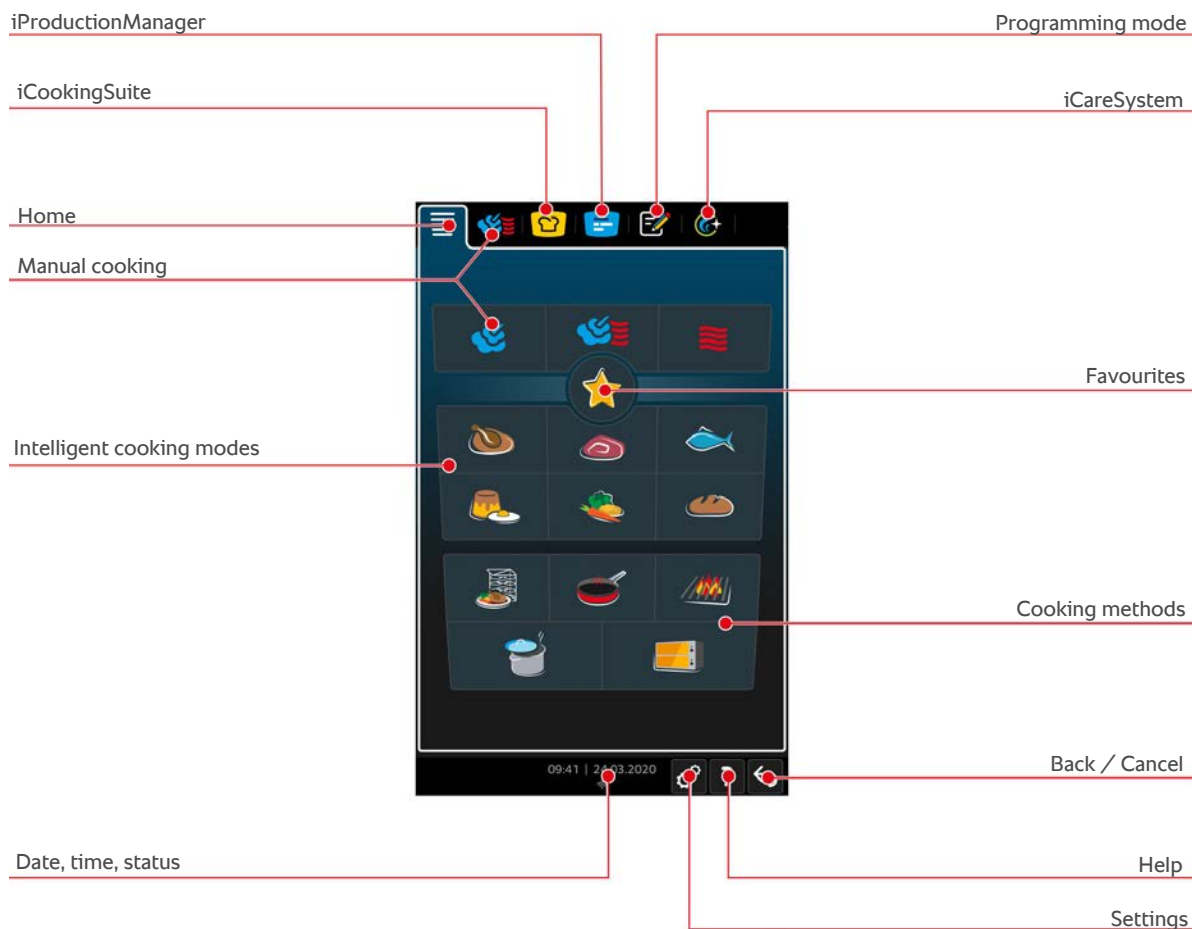 iProductionManager
Programming mode
iCookingSuite
iCareSystem
Home
Manual cooking
Favourites
Intelligent cooking modes
Cooking methods
09:41 | 24.03.2020
Back / Cancel
Date, time, status
Help
Settings